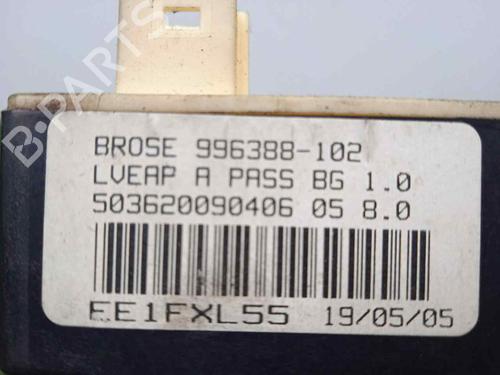 BROSE 996388-102
LVEAP A PASS BG 1.0
503620090406 05 8.0
EE1FXL55 19/05/05
B-PARTS